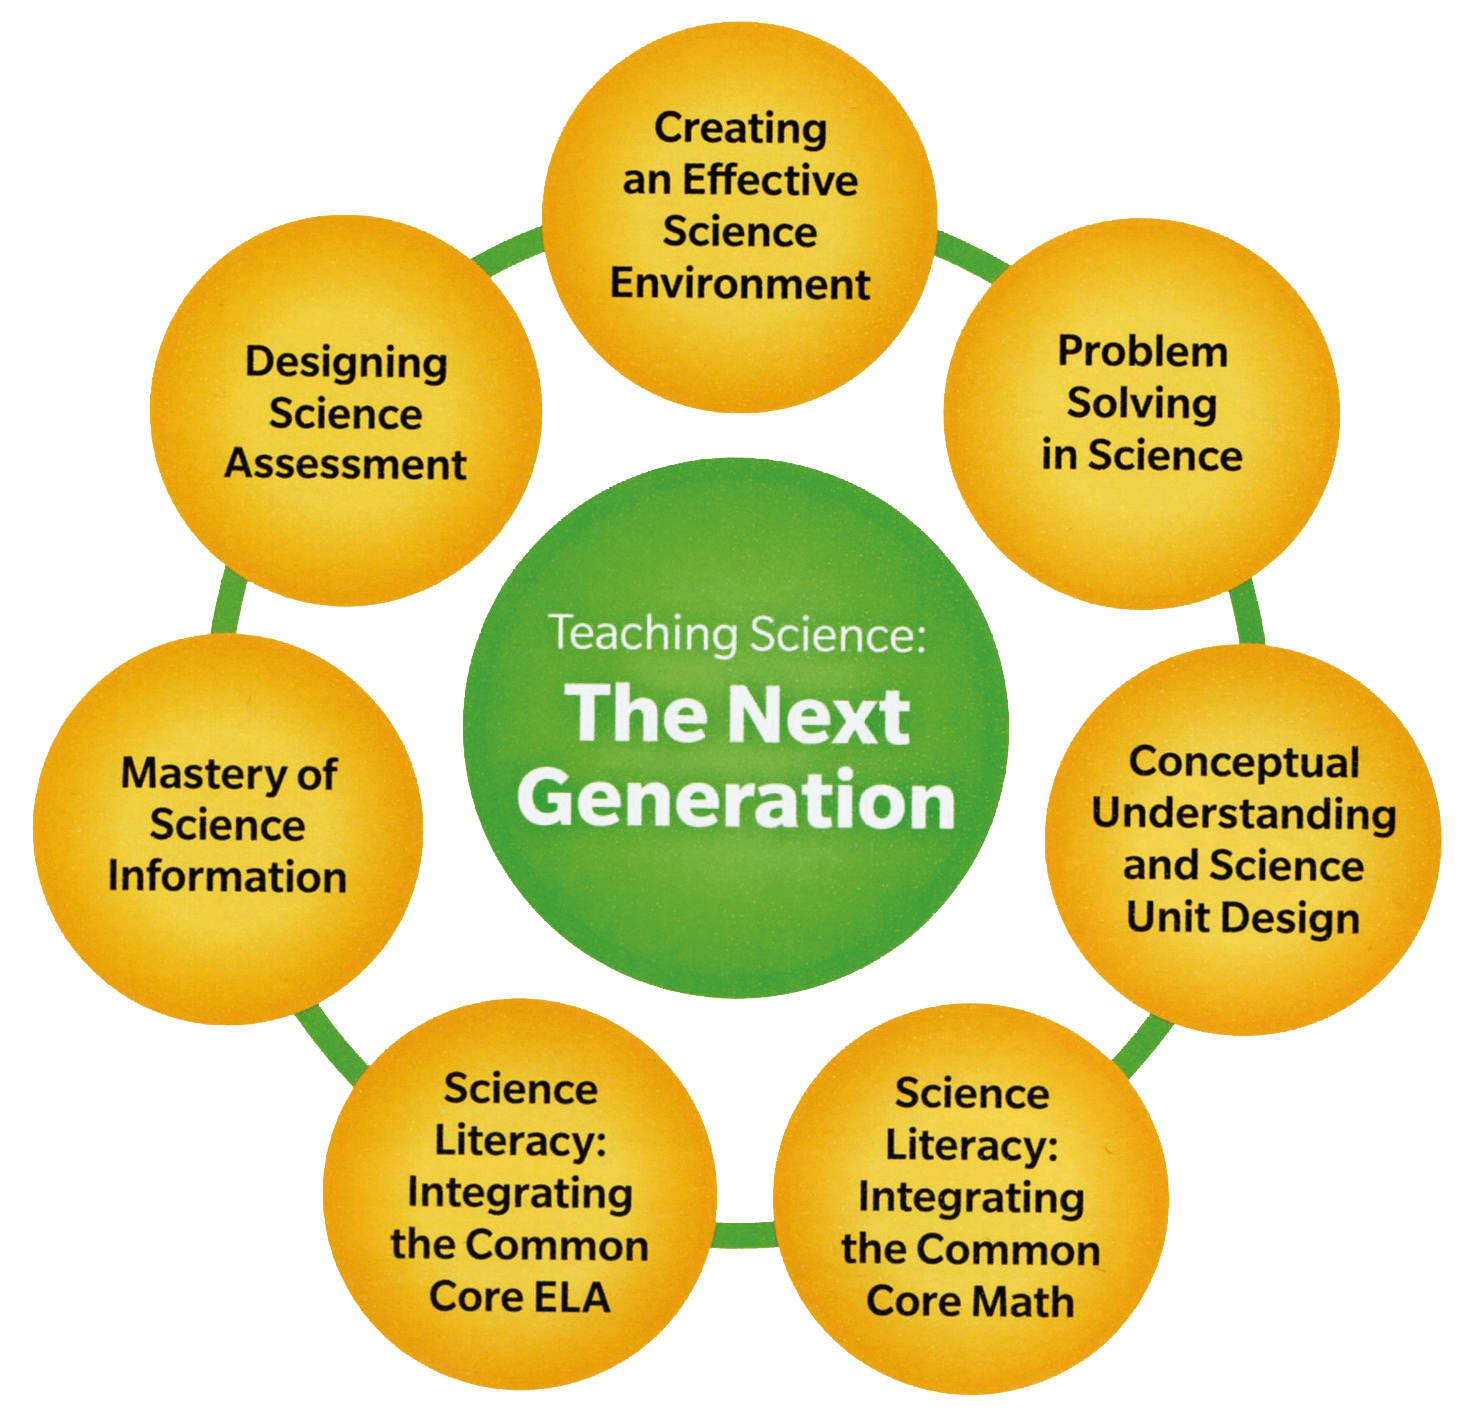 Creating
an Effective
Science
Environment
Problem
Solving
in Science
Conceptual
Understanding
and Science
Unit Design
Science
Literacy:
Integrating
the Common
Core Math
Science
Literacy:
Integrating
the Common
Core ELA
Mastery of
Science
Information
Designing
Science
Assessment
Teaching Science:
The Next
Generation